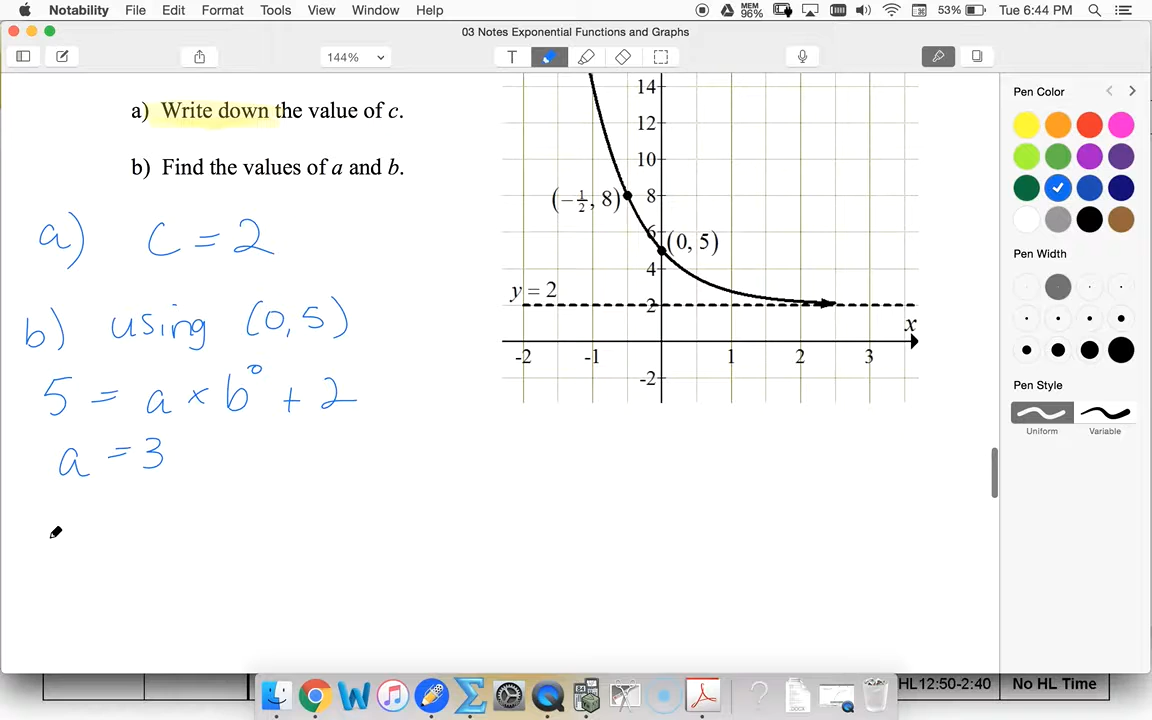 Notability File Edit Format Tools View Window Help MEM 96% 53% Tue 6:44 PM
03 Notes Exponential Functions and Graphs
144% T
a) Write down the value of c.
b) Find the values of a and b.
a) c = 2
b) using (0, 5)
5 = a × b⁰ + 2
a = 3
14
12
10
(-½, 8) 8
6
(0, 5)
4
y = 2
2
x
-2 -1 1 2 3
-2
Pen Color
Pen Width
Pen Style
Uniform Variable
HL12:50-2:40 No HL Time